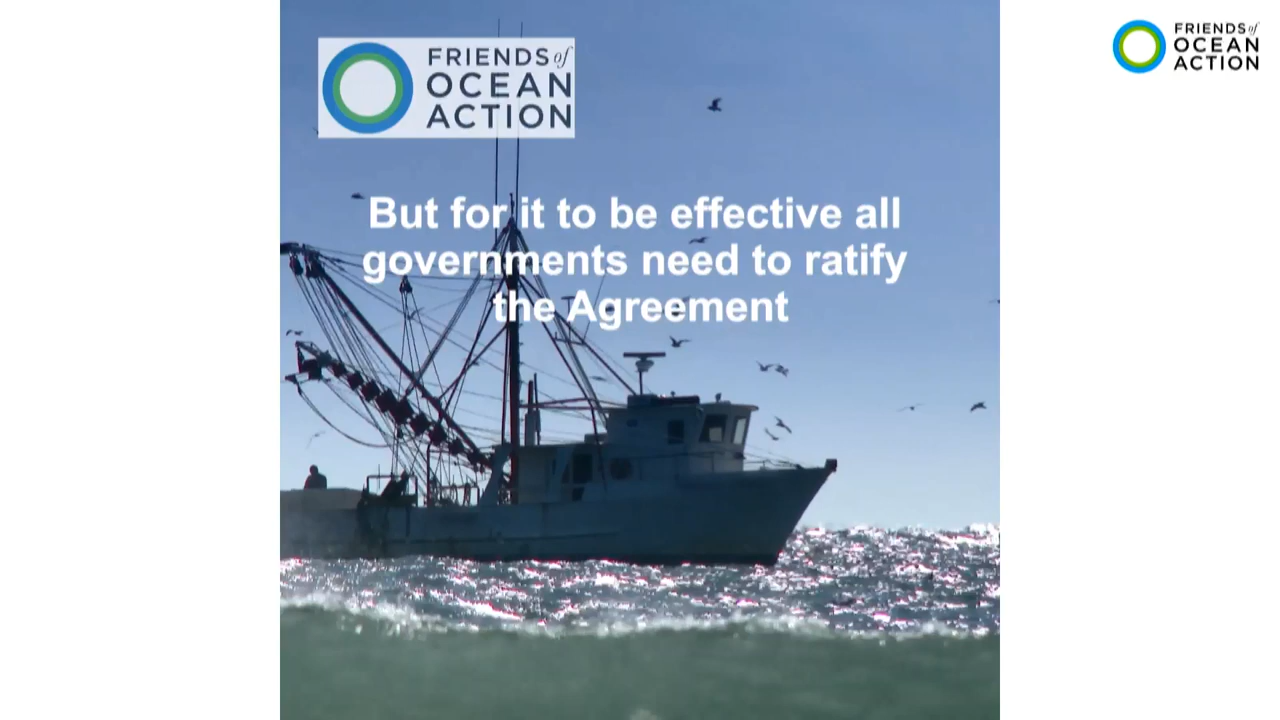 FRIENDS of
OCEAN
ACTION
FRIENDS of
OCEAN
ACTION
But for it to be effective all
governments need to ratify
the Agreement